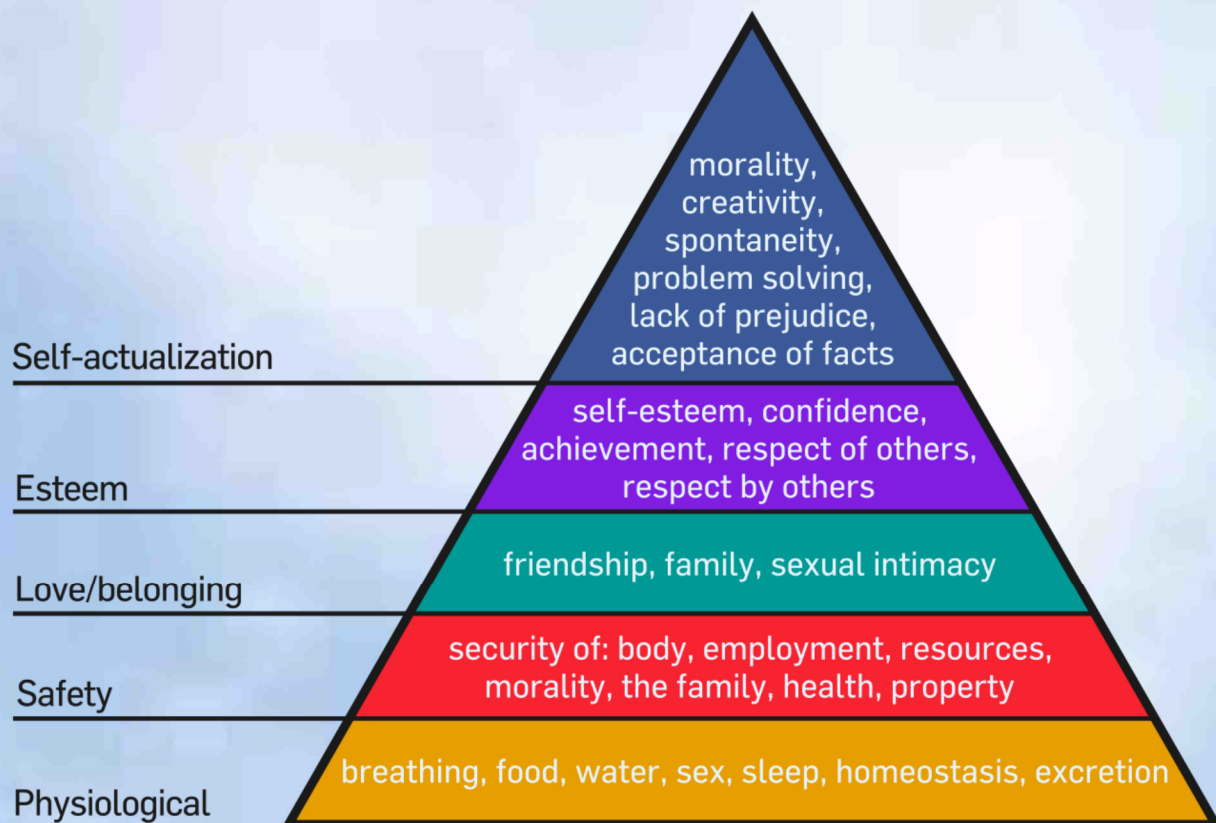 morality,
creativity,
spontaneity,
problem solving,
lack of prejudice,
acceptance of facts
Self-actualization
self-esteem, confidence,
achievement, respect of others,
respect by others
Esteem
friendship, family, sexual intimacy
Love/belonging
security of: body, employment, resources,
morality, the family, health, property
Safety
breathing, food, water, sex, sleep, homeostasis, excretion
Physiological